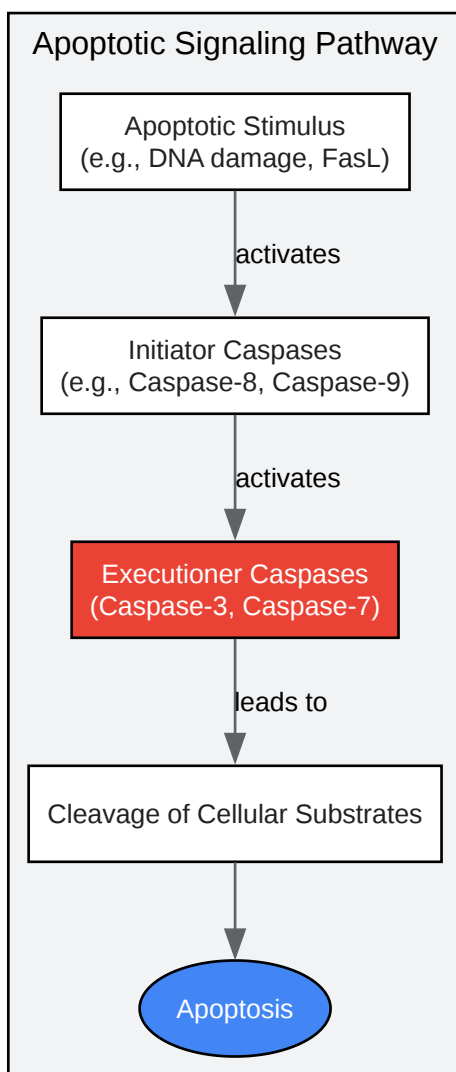 Apoptotic Signaling Pathway
Apoptotic Stimulus
(e.g., DNA damage, FasL)
activates
Initiator Caspases
(e.g., Caspase-8, Caspase-9)
activates
Executioner Caspases
(Caspase-3, Caspase-7)
leads to
Cleavage of Cellular Substrates
Apoptosis